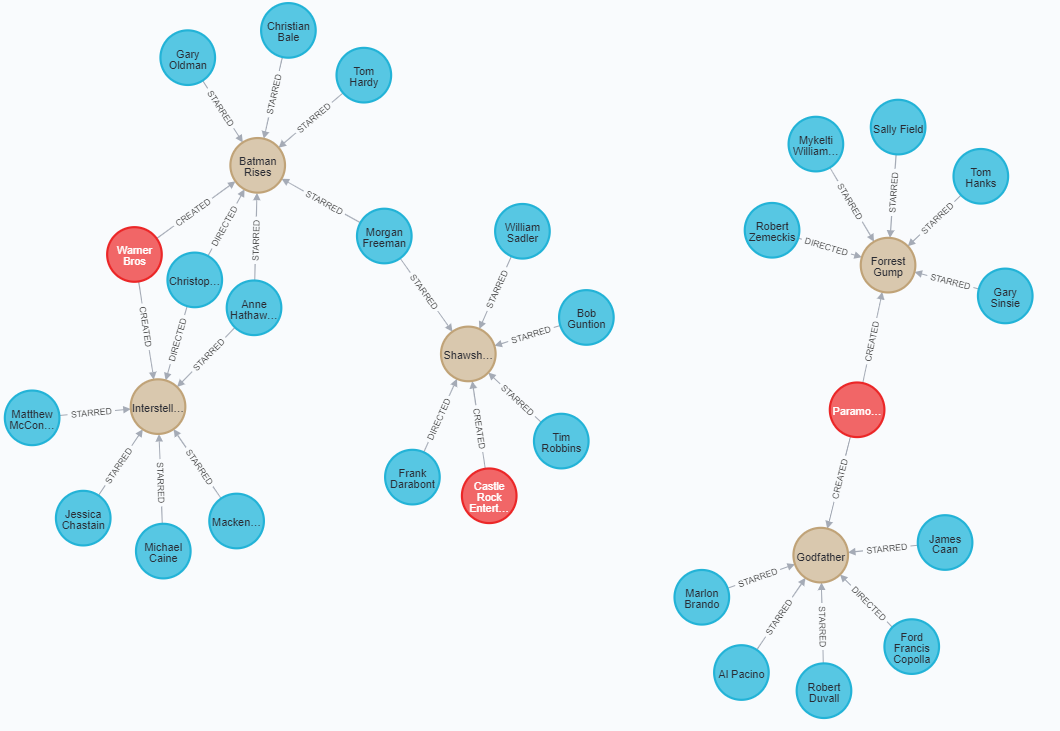 Christian
Bale
Gary
Oldman
Tom
Hardy
STARRED
STARRED
STARRED
Batman
Rises
STARRED
CREATED
DIRECTED
STARRED
Morgan
Freeman
William
Sadler
Warner
Bros
Christop...
Anne
Hathaw...
STARRED
STARRED
CREATED
DIRECTED
STARRED
Bob
Guntion
STARRED
Shawsh...
Interstell...
Matthew
McCon...
STARRED
DIRECTED
CREATED
STARRED
Tim
Robbins
STARRED
STARRED
STARRED
Frank
Darabont
Castle
Rock
Entert...
Jessica
Chastain
Michael
Caine
Macken...
Mykelti
William...
Sally Field
Tom
Hanks
STARRED
STARRED
STARRED
Robert
Zemeckis
DIRECTED
Forrest
Gump
STARRED
Gary
Sinsie
CREATED
Paramo...
CREATED
Godfather
STARRED
James
Caan
Marlon
Brando
STARRED
STARRED
STARRED
DIRECTED
Al Pacino
Robert
Duvall
Ford
Francis
Copolla